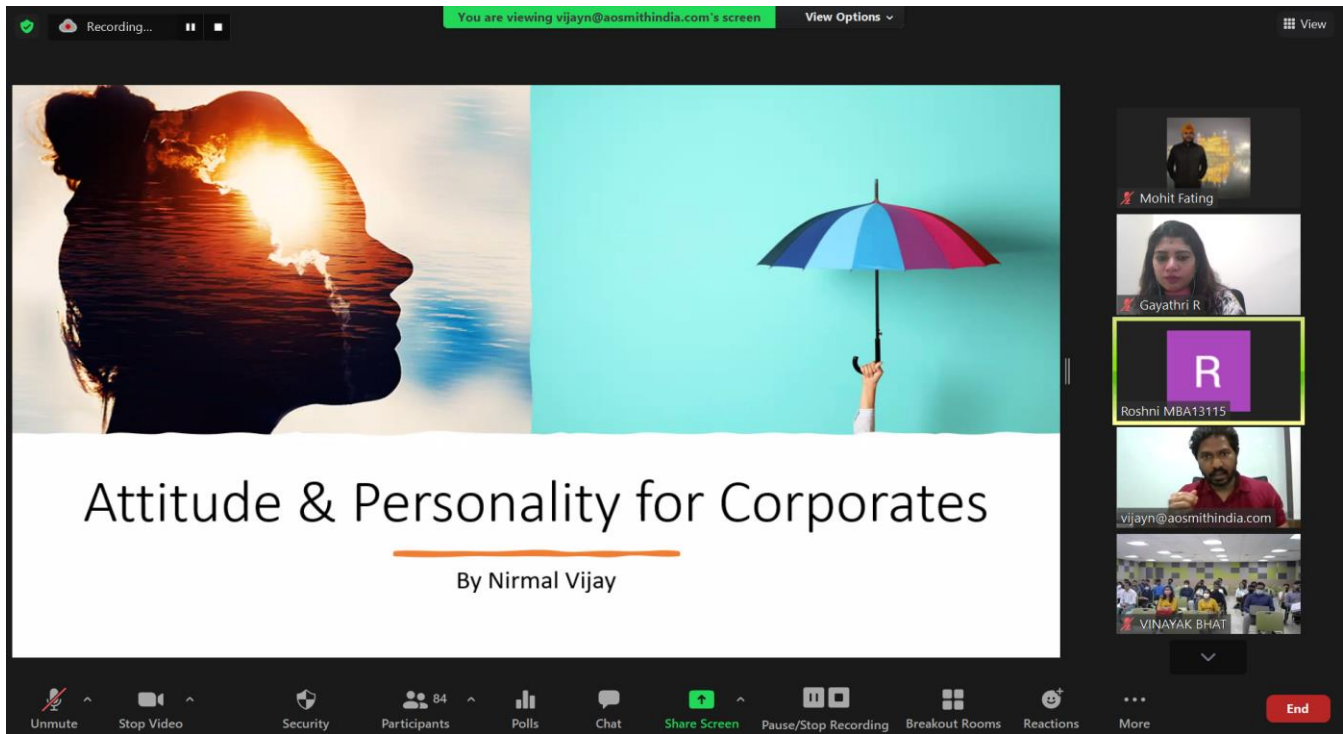 Recording...
You are viewing vijayn@aosmithindia.com's screen
View Options
View
Mohit Fating
Gayathri R
R
Roshni MBA13115
vijayn@aosmithindia.com
VINAYAK BHAT
Attitude & Personality for Corporates
By Nirmal Vijay
Unmute
Stop Video
Security
84
Participants
Polls
Chat
Share Screen
Pause/Stop Recording
Breakout Rooms
Reactions
More
End